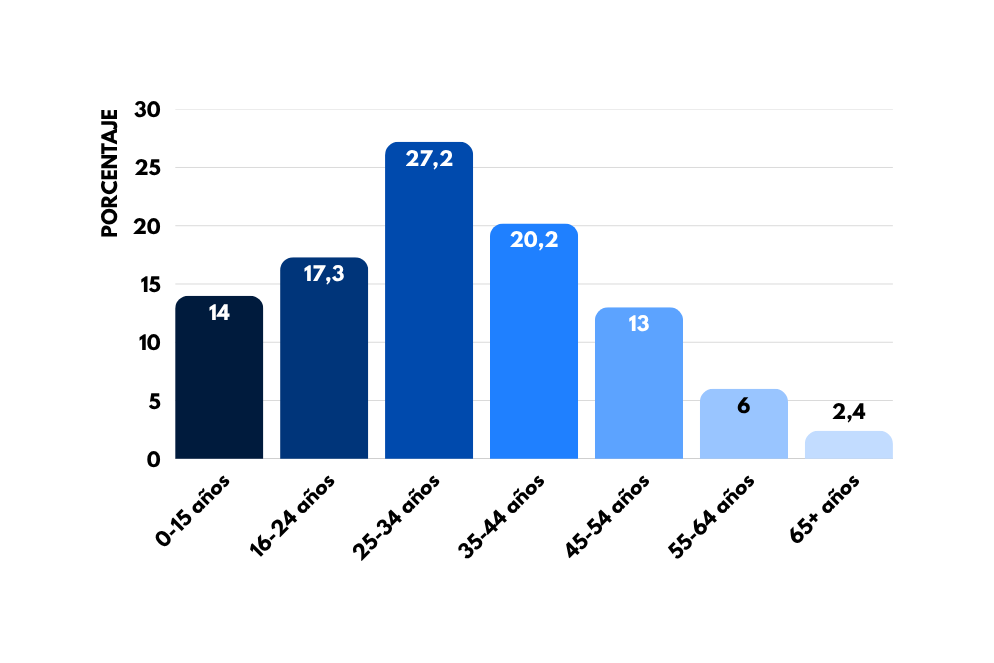 PORCENTAJE
30
25
20
15
10
5
0
14
17,3
27,2
20,2
13
6
2,4
0-15 años
16-24 años
25-34 años
35-44 años
45-54 años
55-64 años
65+ años